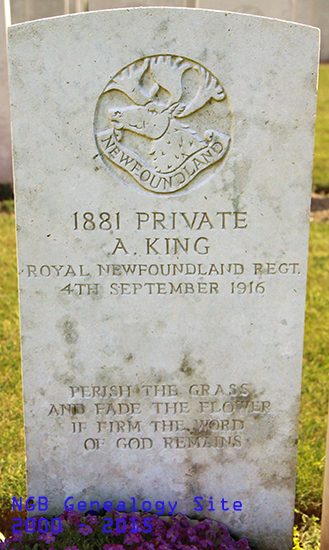 NEWFOUNDLAND
1881 PRIVATE
A. KING
ROYAL NEWFOUNDLAND REGT.
4TH SEPTEMBER 1916
PERISH THE GRASS
AND FADE THE FLOWER
IF FIRM THE WORD
OF GOD REMAINS
NGB Genealogy Site
2000 - 2015